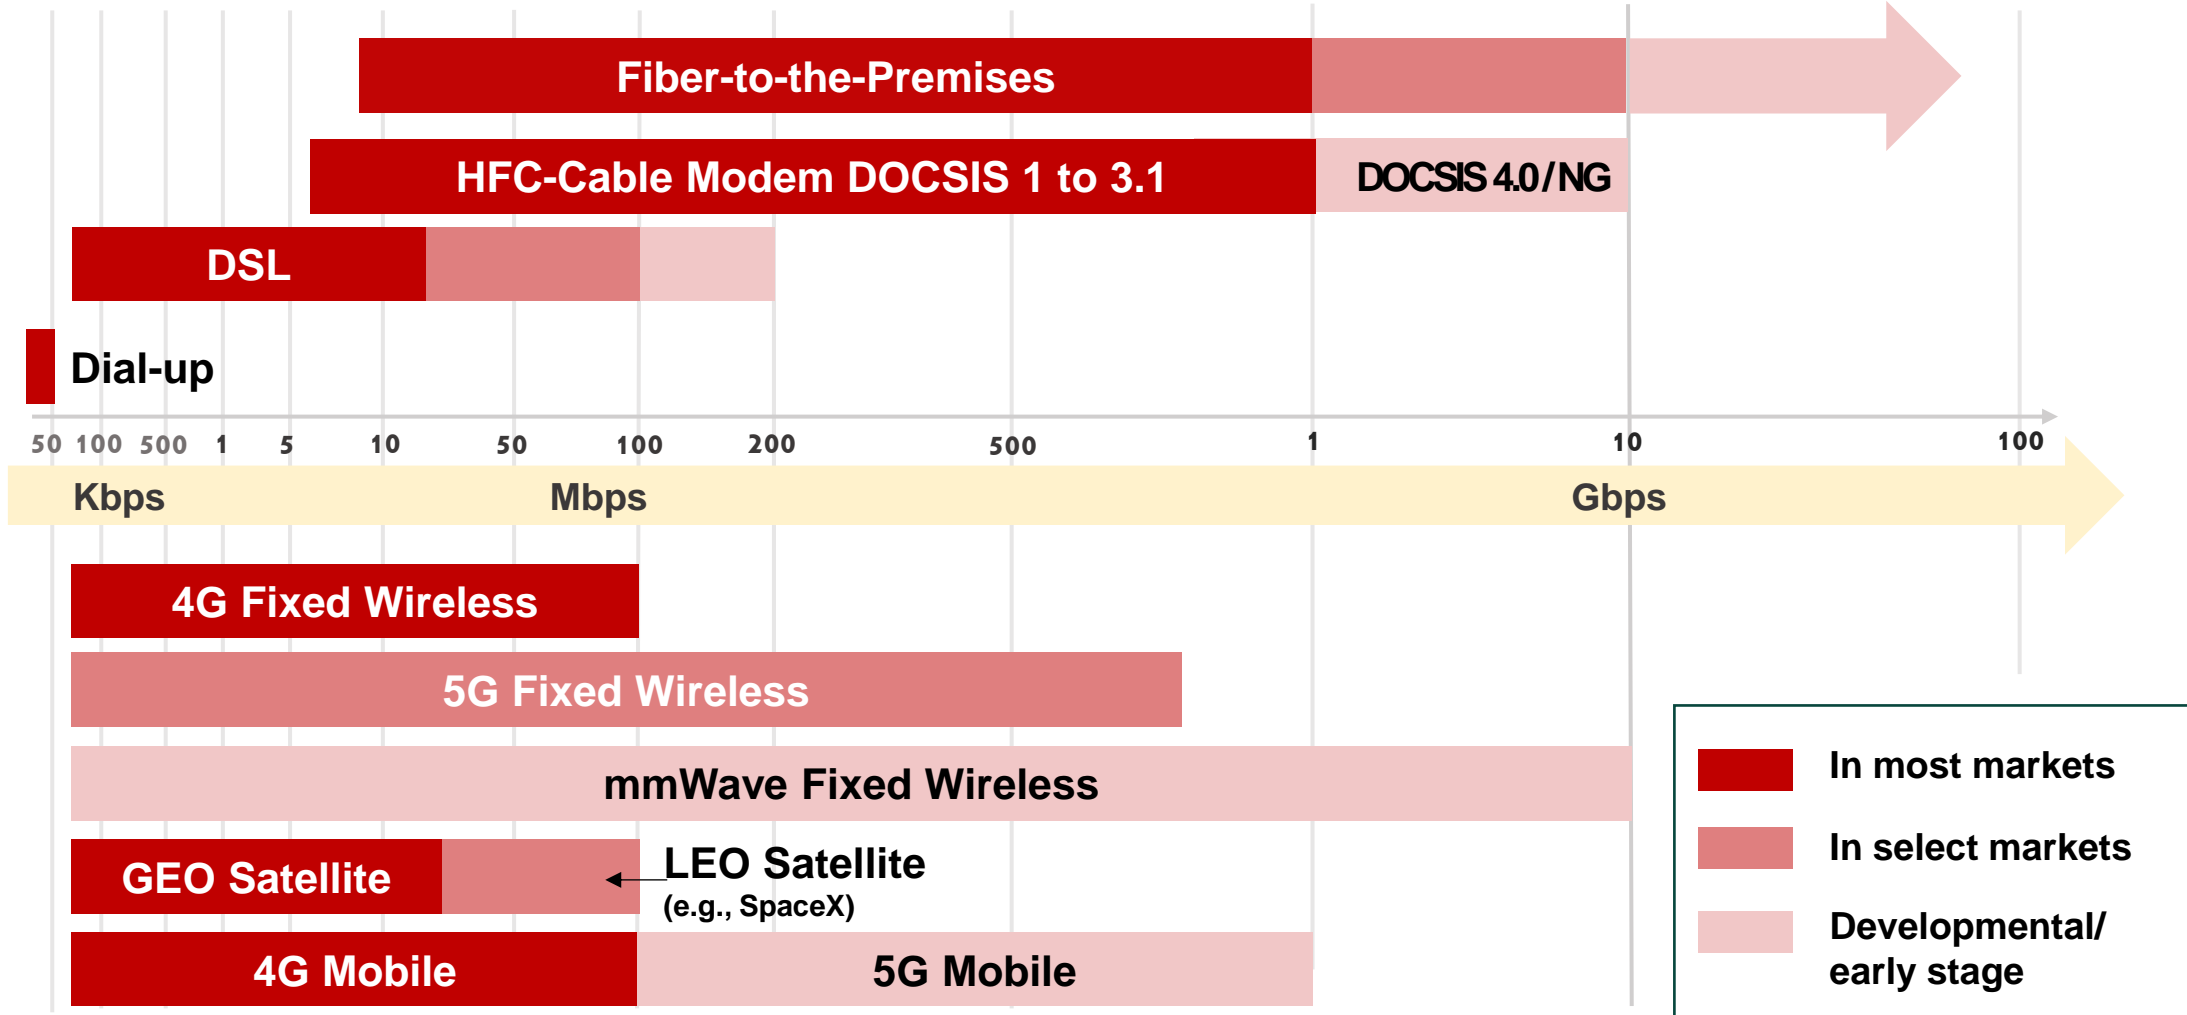 Fiber-to-the-Premises
HFC-Cable Modem DOCSIS 1 to 3.1 DOCSIS 4.0/NG
DSL
Dial-up
50 100 500 1 5 10 50 100 200 500 1 10 100
Kbps Mbps Gbps
4G Fixed Wireless
5G Fixed Wireless
mmWave Fixed Wireless
GEO Satellite
LEO Satellite
(e.g., SpaceX)
4G Mobile 5G Mobile
In most markets
In select markets
Developmental/
early stage